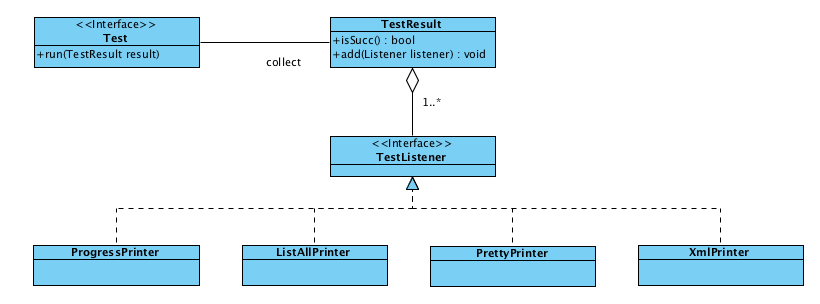 <<Interface>>
Test
+run(TestResult result)
TestResult
+isSucc() : bool
+add(Listener listener) : void
collect
1..*
<<Interface>>
TestListener
ProgressPrinter
ListAllPrinter
PrettyPrinter
XmlPrinter